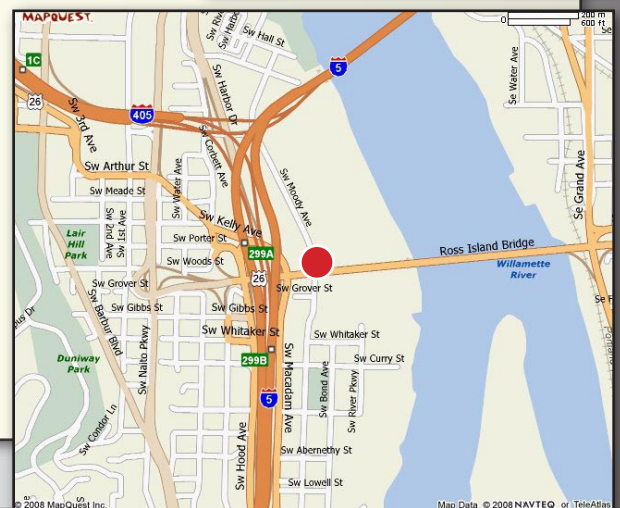 MAPQUEST.
0
200 m
600 ft
Sw Hall St
Sw Harbor Dr
5
Se Water Ave
1C
26
405
Sw 3rd Ave
Sw Corbett Ave
Sw Arthur St
Sw Meade St
Sw Water Ave
Sw Moody Ave
Se Grand Ave
Sw 2nd Ave
Sw 1st Ave
Sw Kelly Ave
Lair
Hill
Park
Sw Porter St
299A
Sw Woods St
Ross Island Bridge
Willamette
River
26
Sw Grover St
Sw Grover St
Sw Gibbs St
Sw Gibbs St
Sw Barbur Blvd
Sw Naito Pkwy
Sw Whitaker St
Sw Whitaker St
Duniway
Park
299B
Sw Curry St
Sw Macadam Ave
Sw Bond Ave
Sw River Pkwy
5
Sw Condor Ln
Sw Hood Ave
Sw Abernethy St
Sw Lowell St
© 2008 MapQuest Inc.
Map Data © 2008 NAVTEQ or TeleAtlas